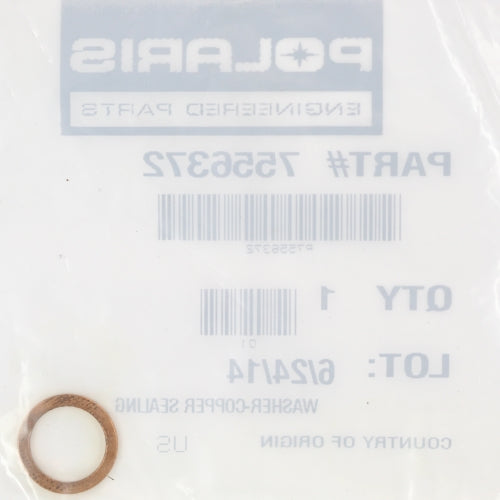 POLARIS
ENGINEERED PARTS
PART# 7556372
P7556372
QTY 1
01
LOT: 6/24/14
WASHER-COPPER SEALING
COUNTRY OF ORIGIN US